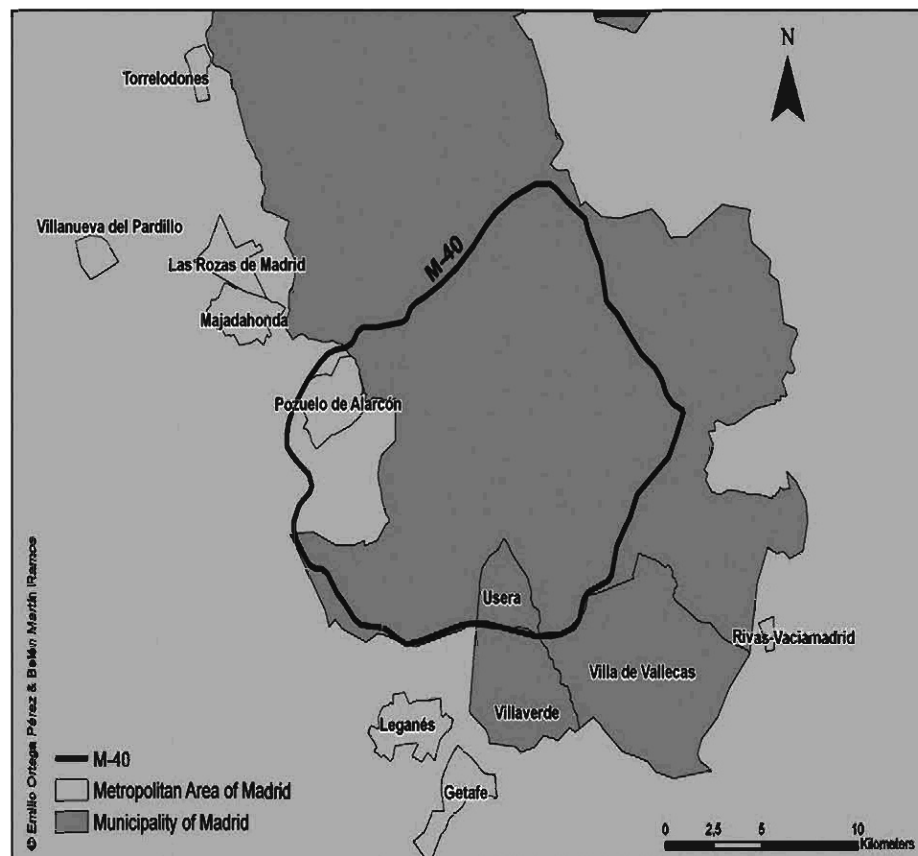 N
Torrelodones
Villanueva del Pardillo
Las Rozas de Madrid
M-40
Majadahonda
Pozuelo de Alarcón
Usera
Rivas-Vaciamadrid
Villa de Vallecas
Villaverde
Leganés
Getafe
M-40
Metropolitan Area of Madrid
Municipality of Madrid
0 2,5 5 10
Kilometers
© Emilio Ortega Pérez & Belén Martín Ramos